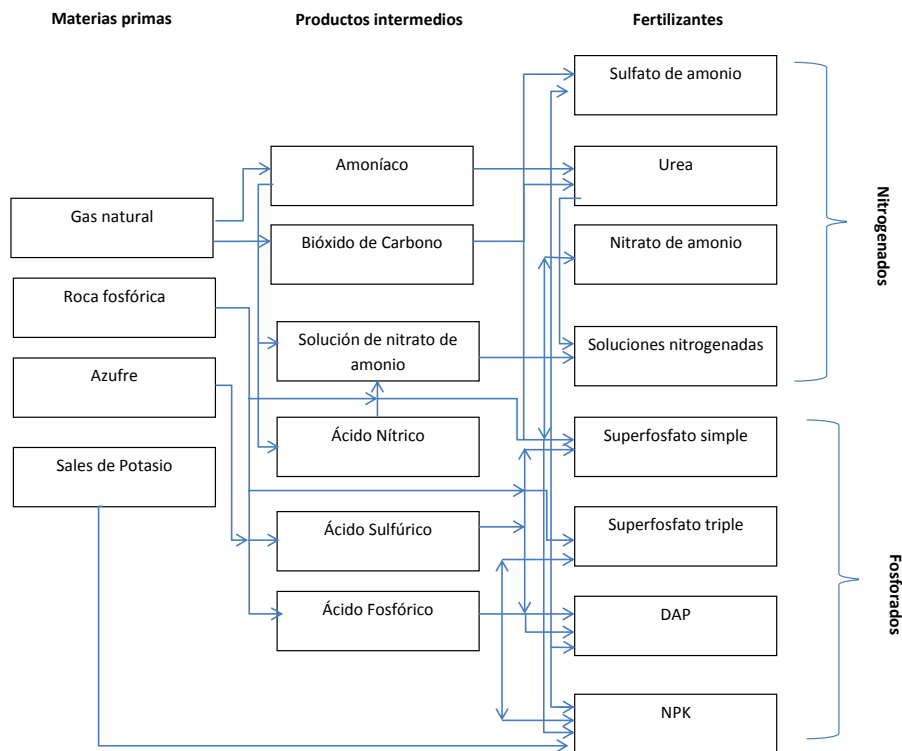 Materias primas
Productos intermedios
Fertilizantes
Gas natural
Roca fosfórica
Azufre
Sales de Potasio
Amoníaco
Bióxido de Carbono
Solución de nitrato de
amonio
Ácido Nítrico
Ácido Sulfúrico
Ácido Fosfórico
Sulfato de amonio
Urea
Nitrato de amonio
Soluciones nitrogenadas
Superfosfato simple
Superfosfato triple
DAP
NPK
Nitrogenados
Fosforados